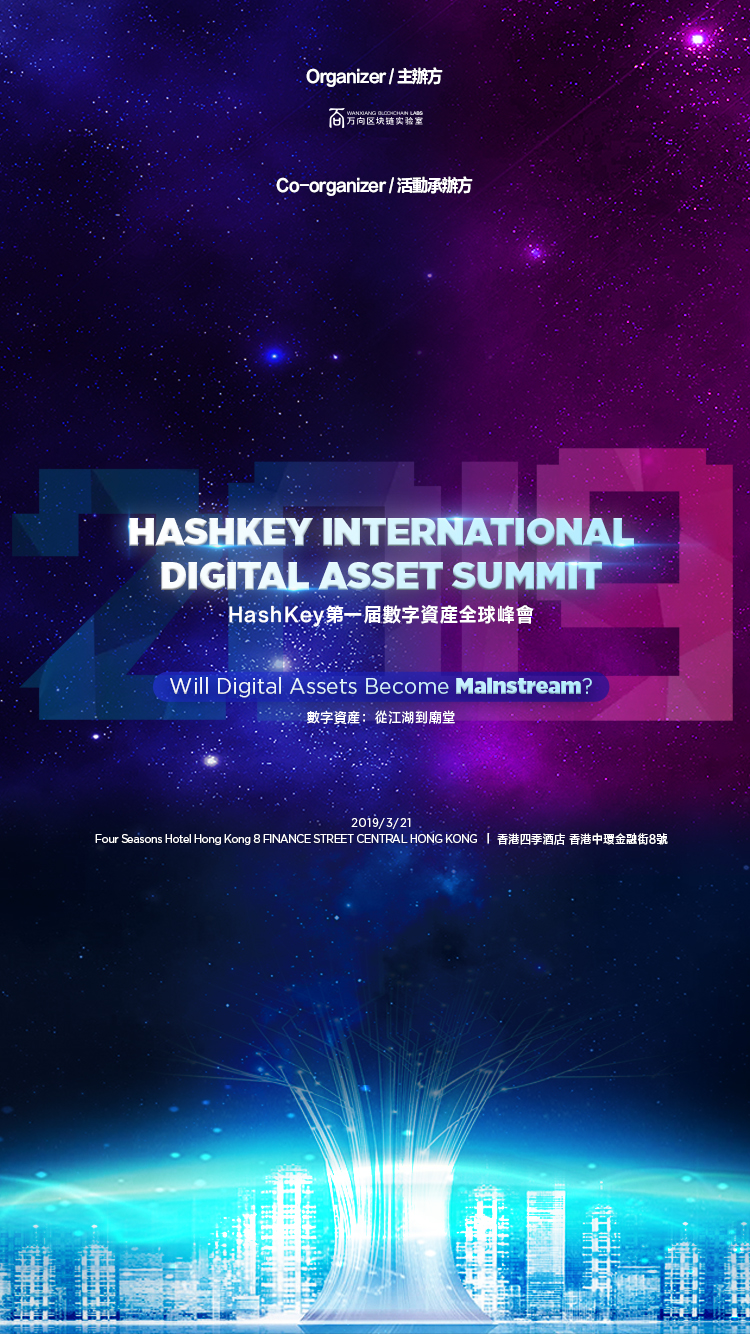 Organizer / 主辦方
WANXIANG BLOCKCHAIN LABS
万向区块链实验室
Co-organizer / 活動承辦方
2019
HASHKEY INTERNATIONAL
DIGITAL ASSET SUMMIT
HashKey第一届數字資產全球峰會
Will Digital Assets Become MaInstream?
數字資產：從江湖到廟堂
2019/3/21
Four Seasons Hotel Hong Kong 8 FINANCE STREET CENTRAL HONG KONG | 香港四季酒店 香港中環金融街8號